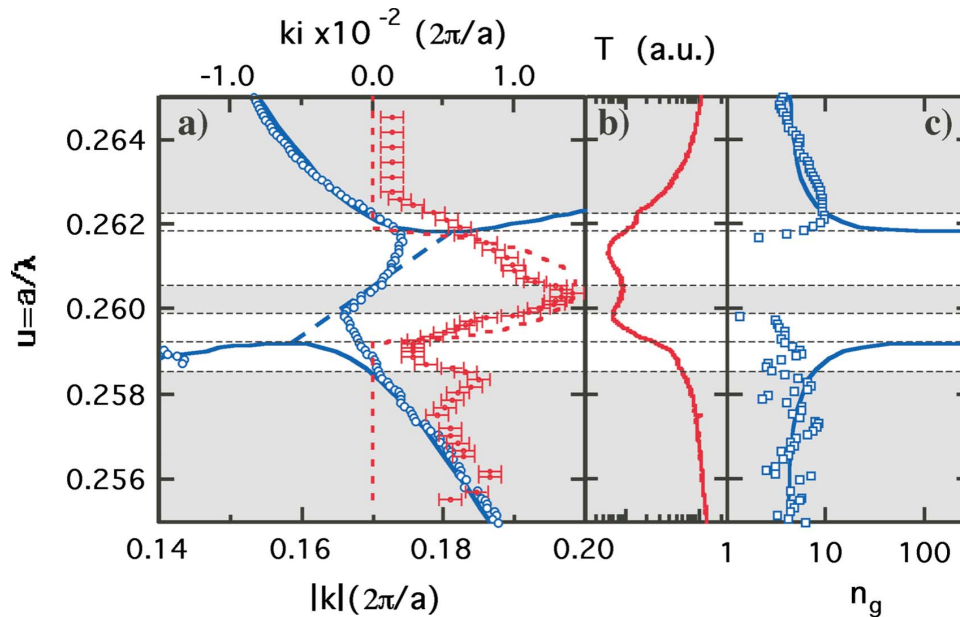 ki x10⁻² (2π/a)
T (a.u.)
-1.0 0.0 1.0
a) b) c)
0.264
0.262
0.260
0.258
0.256
u=a/λ
0.14 0.16 0.18 0.20
1 10 100
|k|(2π/a)
n_g